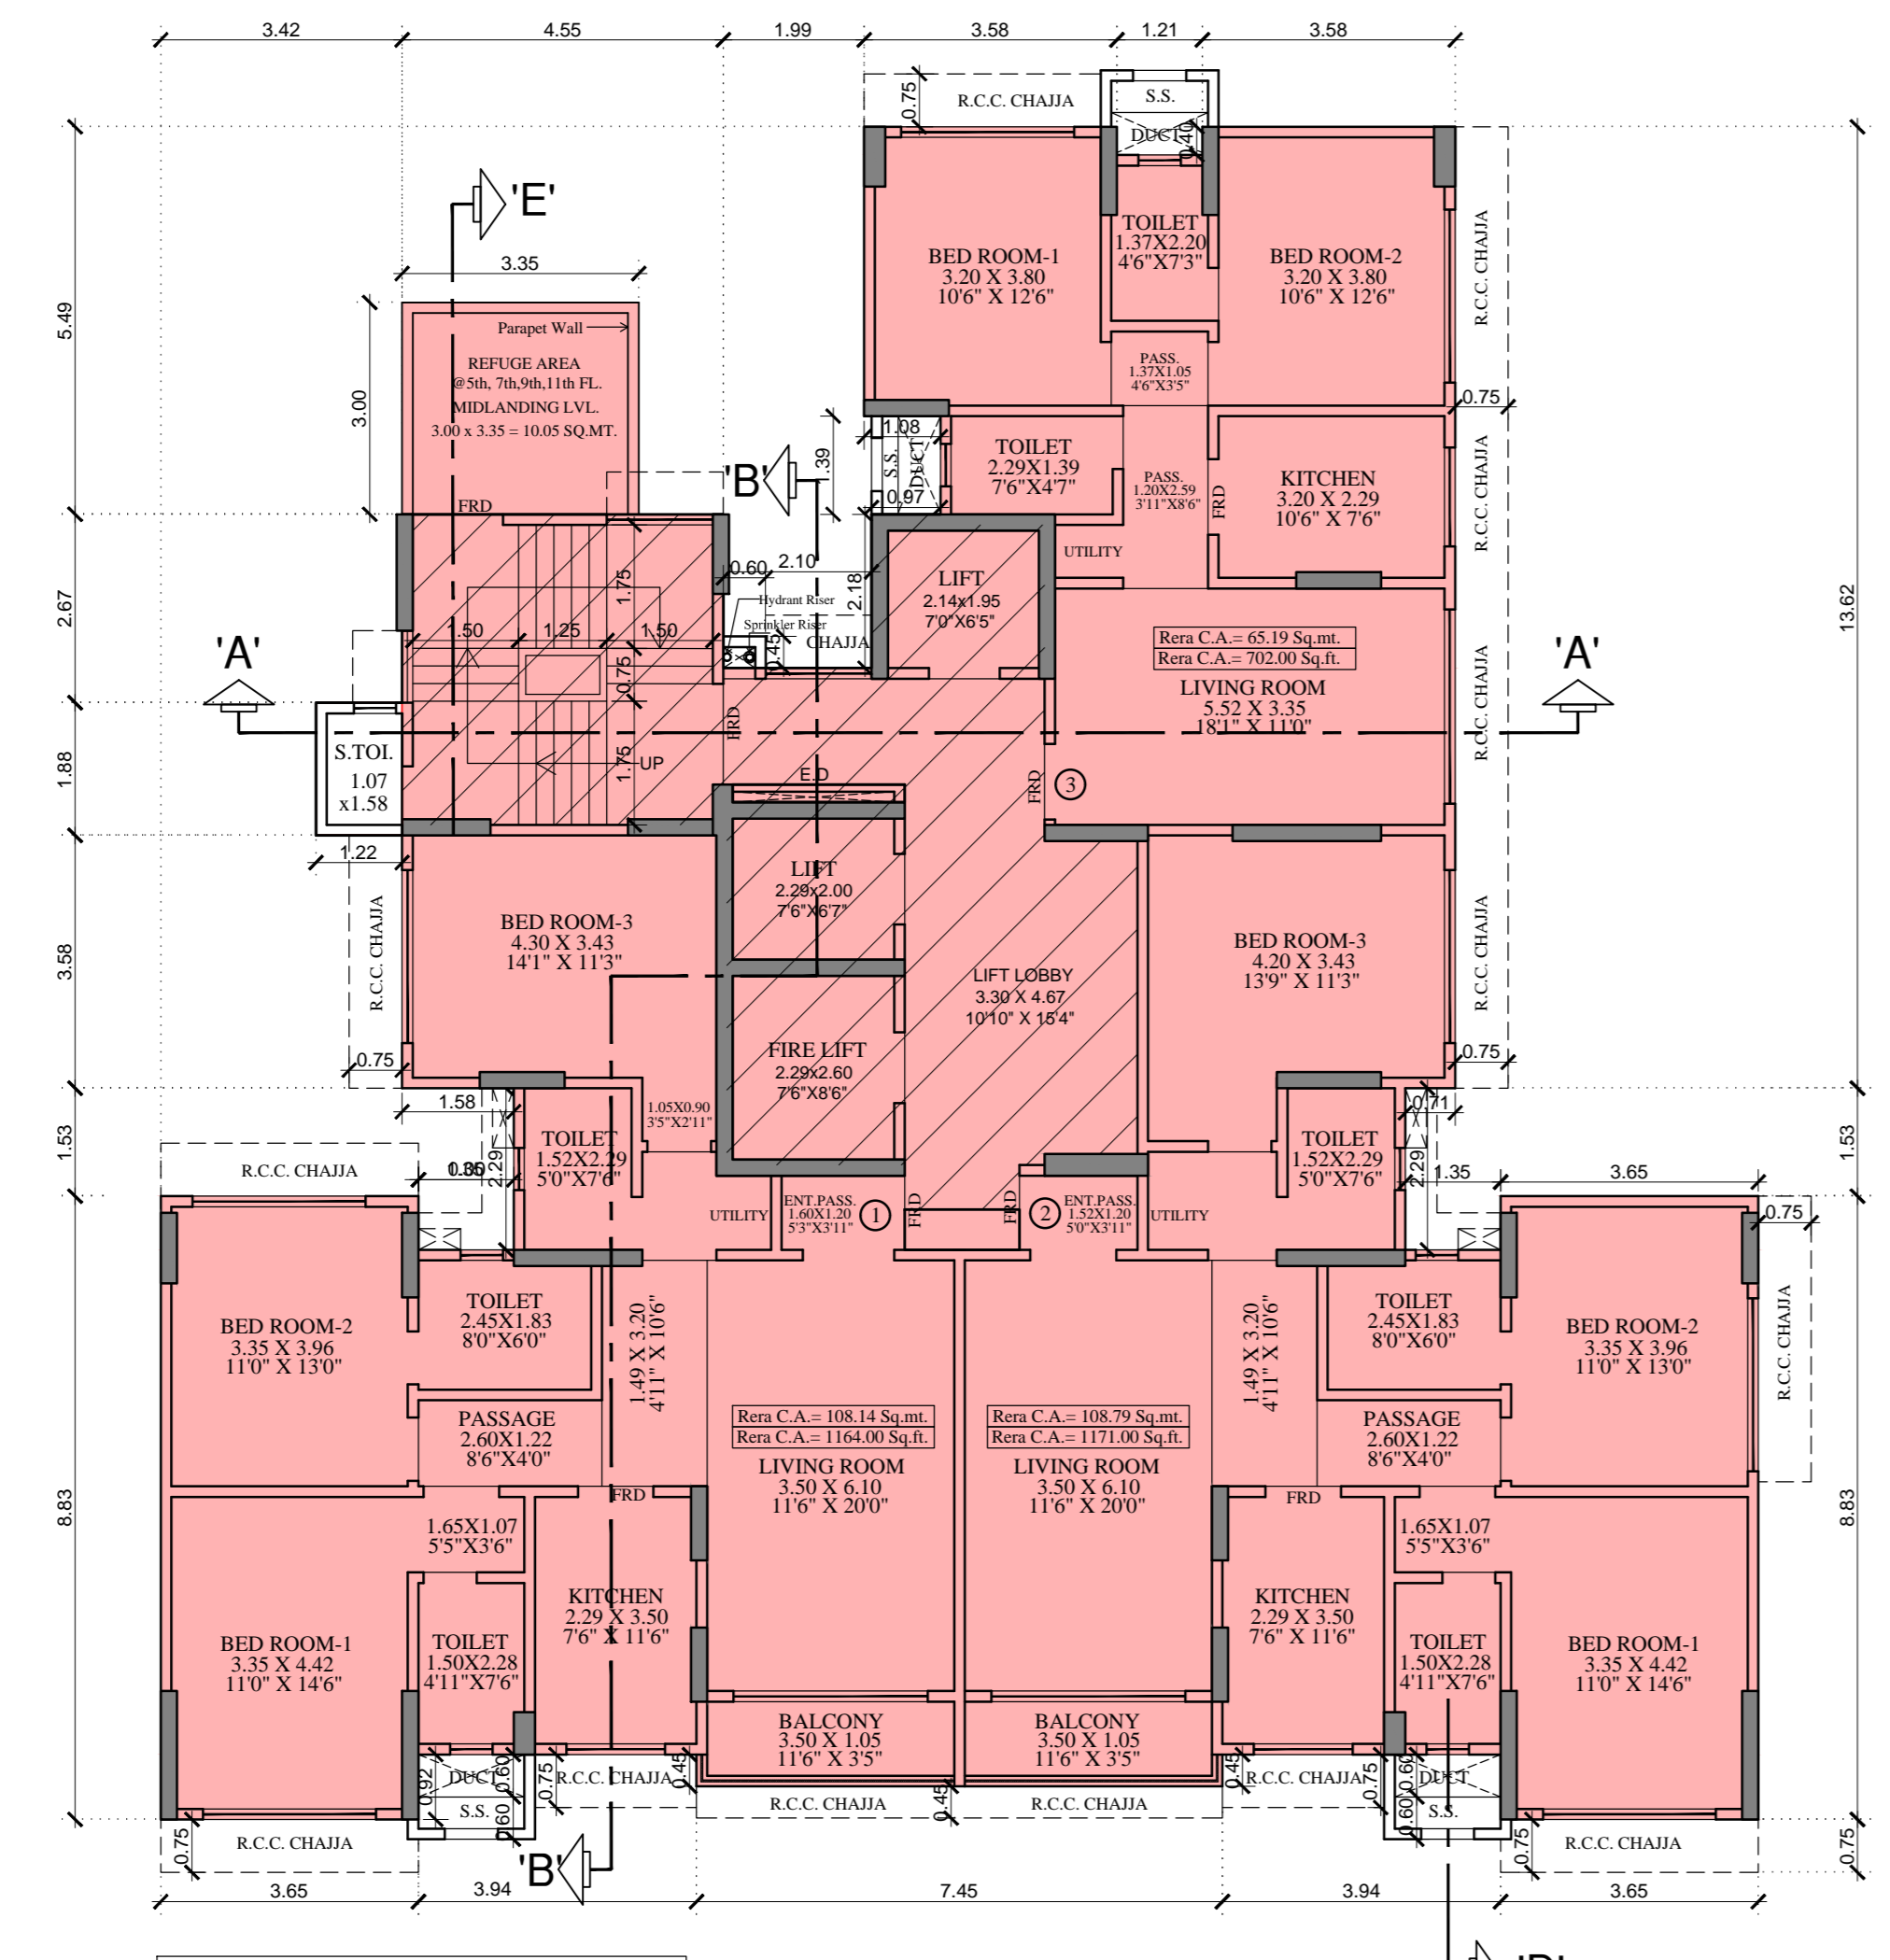 3.42
4.55
1.99
3.58
1.21
3.58
0.75
R.C.C. CHAJJA
S.S.
DUCT
0.40
'E'
3.35
5.49
3.00
Parapet Wall
REFUGE AREA
@5th, 7th,9th,11th FL.
MIDLANDING LVL.
3.00 x 3.35 = 10.05 SQ.MT.
FRD
BED ROOM-1
3.20 X 3.80
10'6" X 12'6"
TOILET
1.37X2.20
4'6"X7'3"
BED ROOM-2
3.20 X 3.80
10'6" X 12'6"
R.C.C. CHAJJA
PASS.
1.37X1.05
4'6"X3'5"
0.75
'B'
1.39
1.08
S.S.
DUCT
0.97
TOILET
2.29X1.39
7'6"X4'7"
PASS.
1.20X2.59
3'11"X8'6"
FRD
KITCHEN
3.20 X 2.29
10'6" X 7'6"
R.C.C. CHAJJA
UTILITY
2.67
13.62
1.75
0.60
2.10
2.18
Hydrant Riser
Sprinkler Riser
CHAJJA
0.45
LIFT
2.14x1.95
7'0"X6'5"
1.50
1.25
1.50
0.75
'A'
Rera C.A.= 65.19 Sq.mt.
Rera C.A.= 702.00 Sq.ft.
LIVING ROOM
5.52 X 3.35
18'1" X 11'0"
R.C.C. CHAJJA
'A'
FRD
1.88
S.TOI.
1.07
x1.58
1.75
UP
E.D
FRD
3
1.22
LIFT
2.29x2.00
7'6"X6'7"
3.58
R.C.C. CHAJJA
BED ROOM-3
4.30 X 3.43
14'1" X 11'3"
LIFT LOBBY
3.30 X 4.67
10'10" X 15'4"
BED ROOM-3
4.20 X 3.43
13'9" X 11'3"
R.C.C. CHAJJA
FIRE LIFT
2.29x2.60
7'6"X8'6"
0.75
0.75
1.58
1.05X0.90
3'5"X2'11"
0.71
1.53
TOILET
1.52X2.29
5'0"X7'6"
2.29
TOILET
1.52X2.29
5'0"X7'6"
2.29
1.53
R.C.C. CHAJJA
1.35
3.65
UTILITY
ENT.PASS.
1.60X1.20
5'3"X3'11"
1
FRD
FRD
2
ENT.PASS.
1.52X1.20
5'0"X3'11"
UTILITY
0.75
BED ROOM-2
3.35 X 3.96
11'0" X 13'0"
TOILET
2.45X1.83
8'0"X6'0"
1.49 X 3.20
4'11" X 10'6"
1.49 X 3.20
4'11" X 10'6"
TOILET
2.45X1.83
8'0"X6'0"
BED ROOM-2
3.35 X 3.96
11'0" X 13'0"
R.C.C. CHAJJA
PASSAGE
2.60X1.22
8'6"X4'0"
Rera C.A.= 108.14 Sq.mt.
Rera C.A.= 1164.00 Sq.ft.
LIVING ROOM
3.50 X 6.10
11'6" X 20'0"
Rera C.A.= 108.79 Sq.mt.
Rera C.A.= 1171.00 Sq.ft.
LIVING ROOM
3.50 X 6.10
11'6" X 20'0"
PASSAGE
2.60X1.22
8'6"X4'0"
8.83
FRD
FRD
8.83
1.65X1.07
5'5"X3'6"
1.65X1.07
5'5"X3'6"
BED ROOM-1
3.35 X 4.42
11'0" X 14'6"
TOILET
1.50X2.28
4'11"X7'6"
KITCHEN
2.29 X 3.50
7'6" X 11'6"
KITCHEN
2.29 X 3.50
7'6" X 11'6"
TOILET
1.50X2.28
4'11"X7'6"
BED ROOM-1
3.35 X 4.42
11'0" X 14'6"
BALCONY
3.50 X 1.05
11'6" X 3'5"
BALCONY
3.50 X 1.05
11'6" X 3'5"
0.92
DUCT
0.60
S.S.
0.60
0.75
R.C.C. CHAJJA
0.45
R.C.C. CHAJJA
0.45
R.C.C. CHAJJA
0.45
R.C.C. CHAJJA
0.75
0.60
DUCT
0.60
S.S.
0.75
R.C.C. CHAJJA
0.75
R.C.C. CHAJJA
0.75
'B'
3.65
3.94
7.45
3.94
3.65